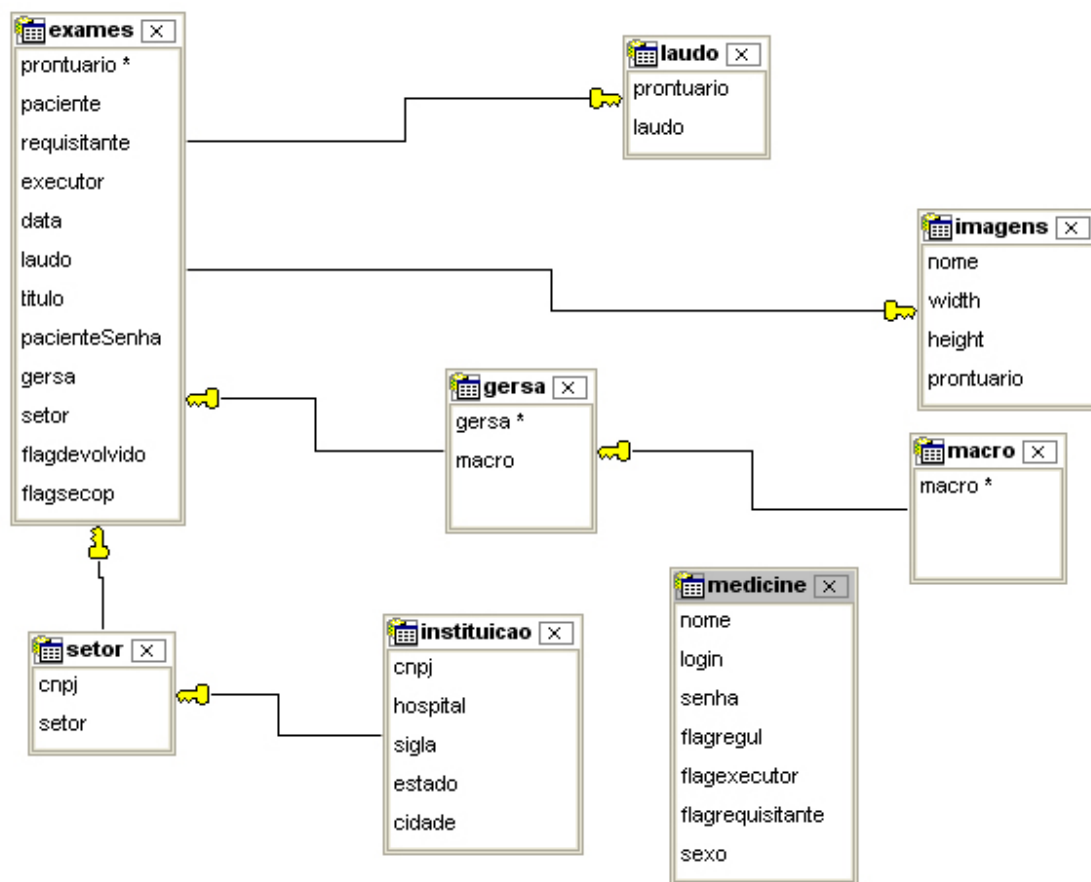 exames
prontuario *
paciente
requisitante
executor
data
laudo
titulo
pacienteSenha
gersa
setor
flagdevolvido
flagsecop
laudo
prontuario
laudo
imagens
nome
width
height
prontuario
gersa
gersa *
macro
macro
macro *
setor
cnpj
setor
instituicao
cnpj
hospital
sigla
estado
cidade
medicine
nome
login
senha
flagregul
flagexecutor
flagrequisitante
sexo